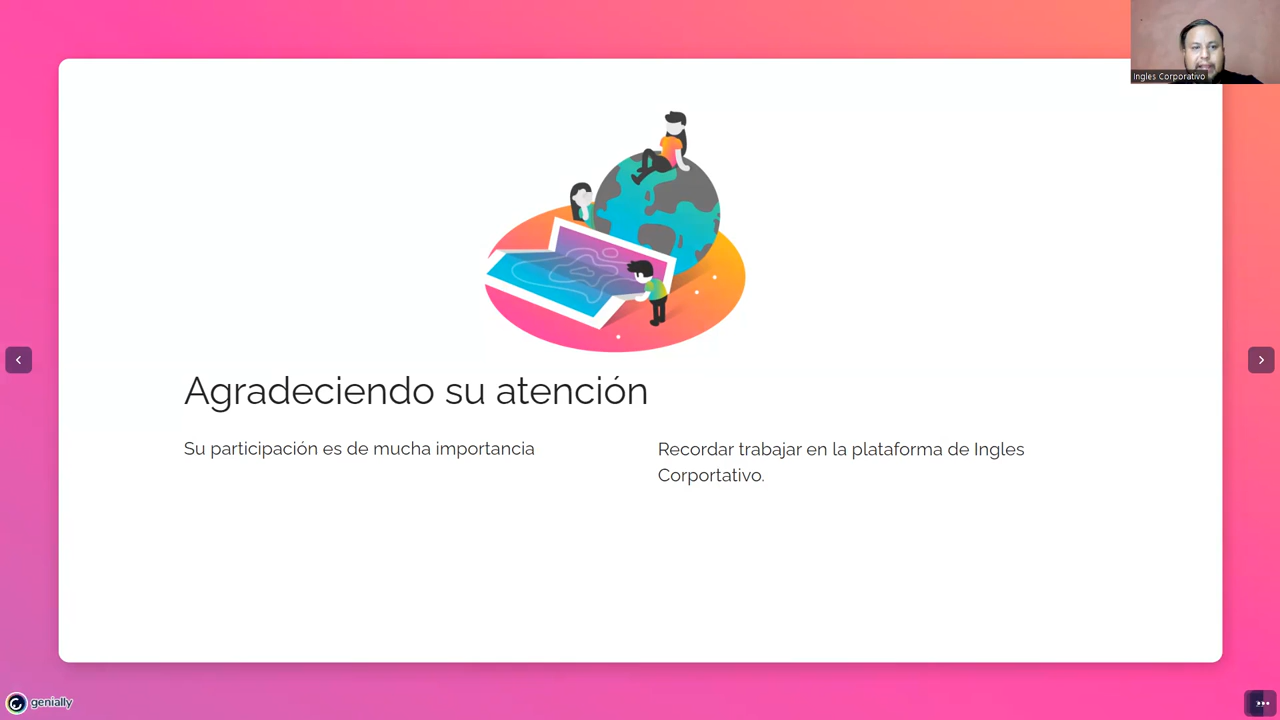 Ingles Corporativo
Agradeciendo su atención
Su participación es de mucha importancia
Recordar trabajar en la plataforma de Ingles
Corportativo.
genially